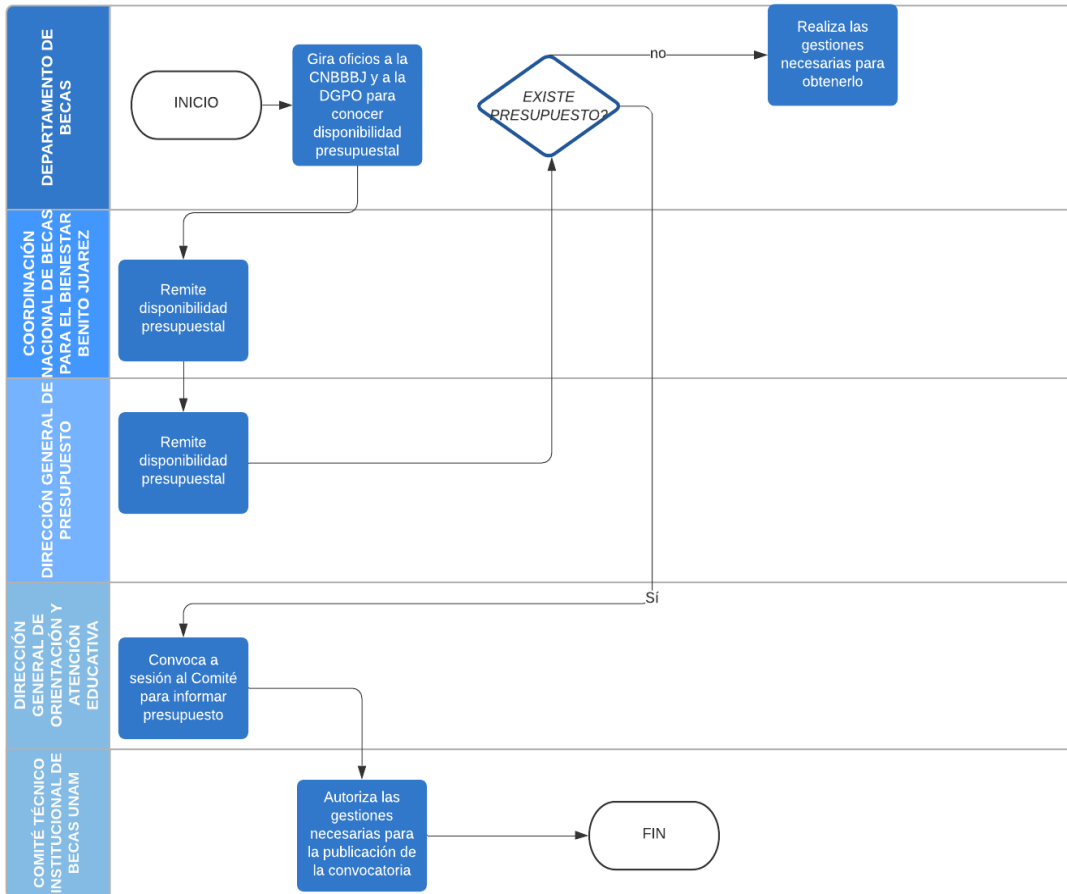 DEPARTAMENTO DE
BECAS
INICIO
Gira oficios a la
CNBBBJ y a la
DGPO para
conocer
disponibilidad
presupuestal
EXISTE
PRESUPUESTO?
no
Realiza las
gestiones
necesarias para
obtenerlo
COORDINACIÓN
NACIONAL DE BECAS
PARA EL BIENESTAR
BENITO JUAREZ
Remite
disponibilidad
presupuestal
DIRECCIÓN GENERAL DE
PRESUPUESTO
Remite
disponibilidad
presupuestal
Sí
DIRECCIÓN
GENERAL DE
ORIENTACIÓN Y
ATENCIÓN
EDUCATIVA
Convoca a
sesión al Comité
para informar
presupuesto
COMITÉ TÉCNICO
INSTITUCIONAL DE
BECAS UNAM
Autoriza las
gestiones
necesarias para
la publicación de
la convocatoria
FIN